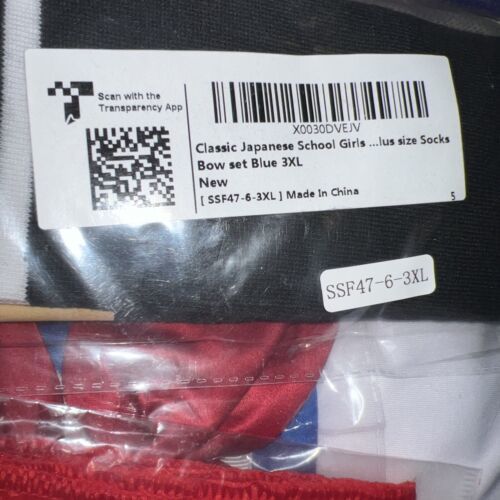 Scan with the
Transparency App
X0030DVEJV
Classic Japanese School Girls ...lus size Socks
Bow set Blue 3XL
New
[ SSF47-6-3XL ] Made In China
5
SSF47-6-3XL